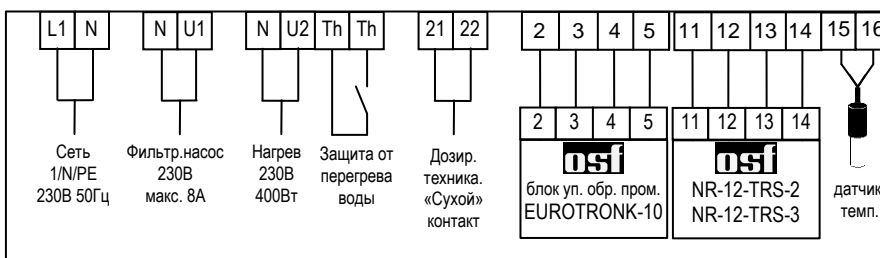 L1 N N U1 N U2 Th Th 21 22 2 3 4 5 11 12 13 14 15 16
2 3 4 5 11 12 13 14
Сеть
1/N/PE
230В 50Гц
Фильтр.насос
230В
макс. 8А
Нагрев
230В
400Вт
Защита от
перегрева
воды
Дозир.
техника.
«Сухой»
контакт
osf
блок уп. обр. пром.
EUROTRONK-10
osf
NR-12-TRS-2
NR-12-TRS-3
датчик
темп.